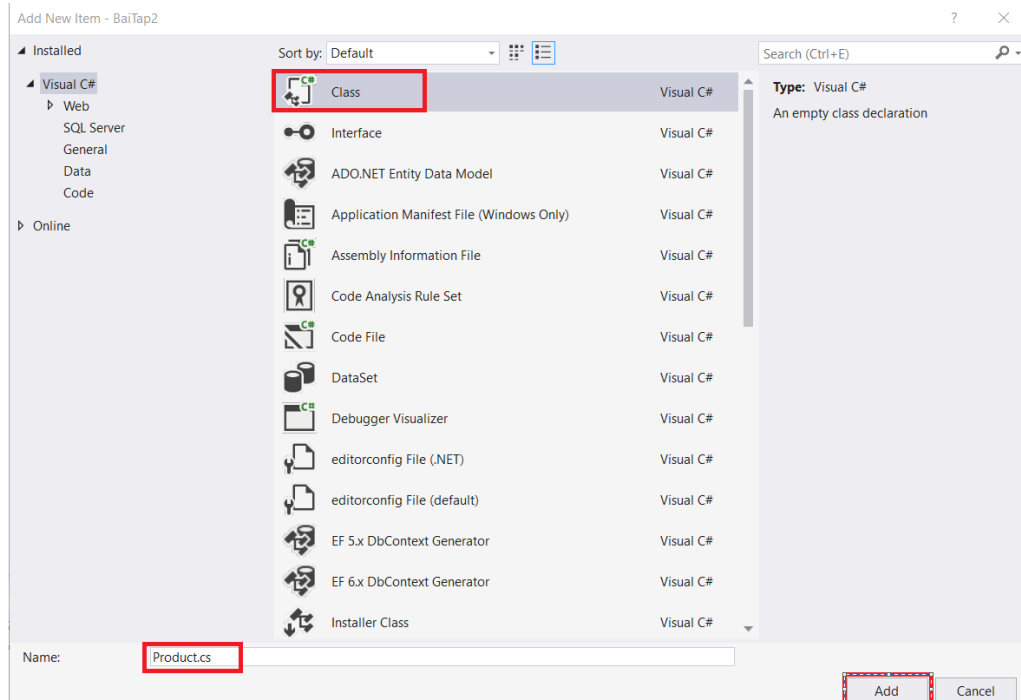 Add New Item - BaiTap2
?
Installed
Visual C#
Web
SQL Server
General
Data
Code
Online
Sort by: Default
Search (Ctrl+E)
Class Visual C#
Interface Visual C#
ADO.NET Entity Data Model Visual C#
Application Manifest File (Windows Only) Visual C#
Assembly Information File Visual C#
Code Analysis Rule Set Visual C#
Code File Visual C#
DataSet Visual C#
Debugger Visualizer Visual C#
editorconfig File (.NET) Visual C#
editorconfig File (default) Visual C#
EF 5.x DbContext Generator Visual C#
EF 6.x DbContext Generator Visual C#
Installer Class Visual C#
Type: Visual C#
An empty class declaration
Name: Product.cs
Add Cancel